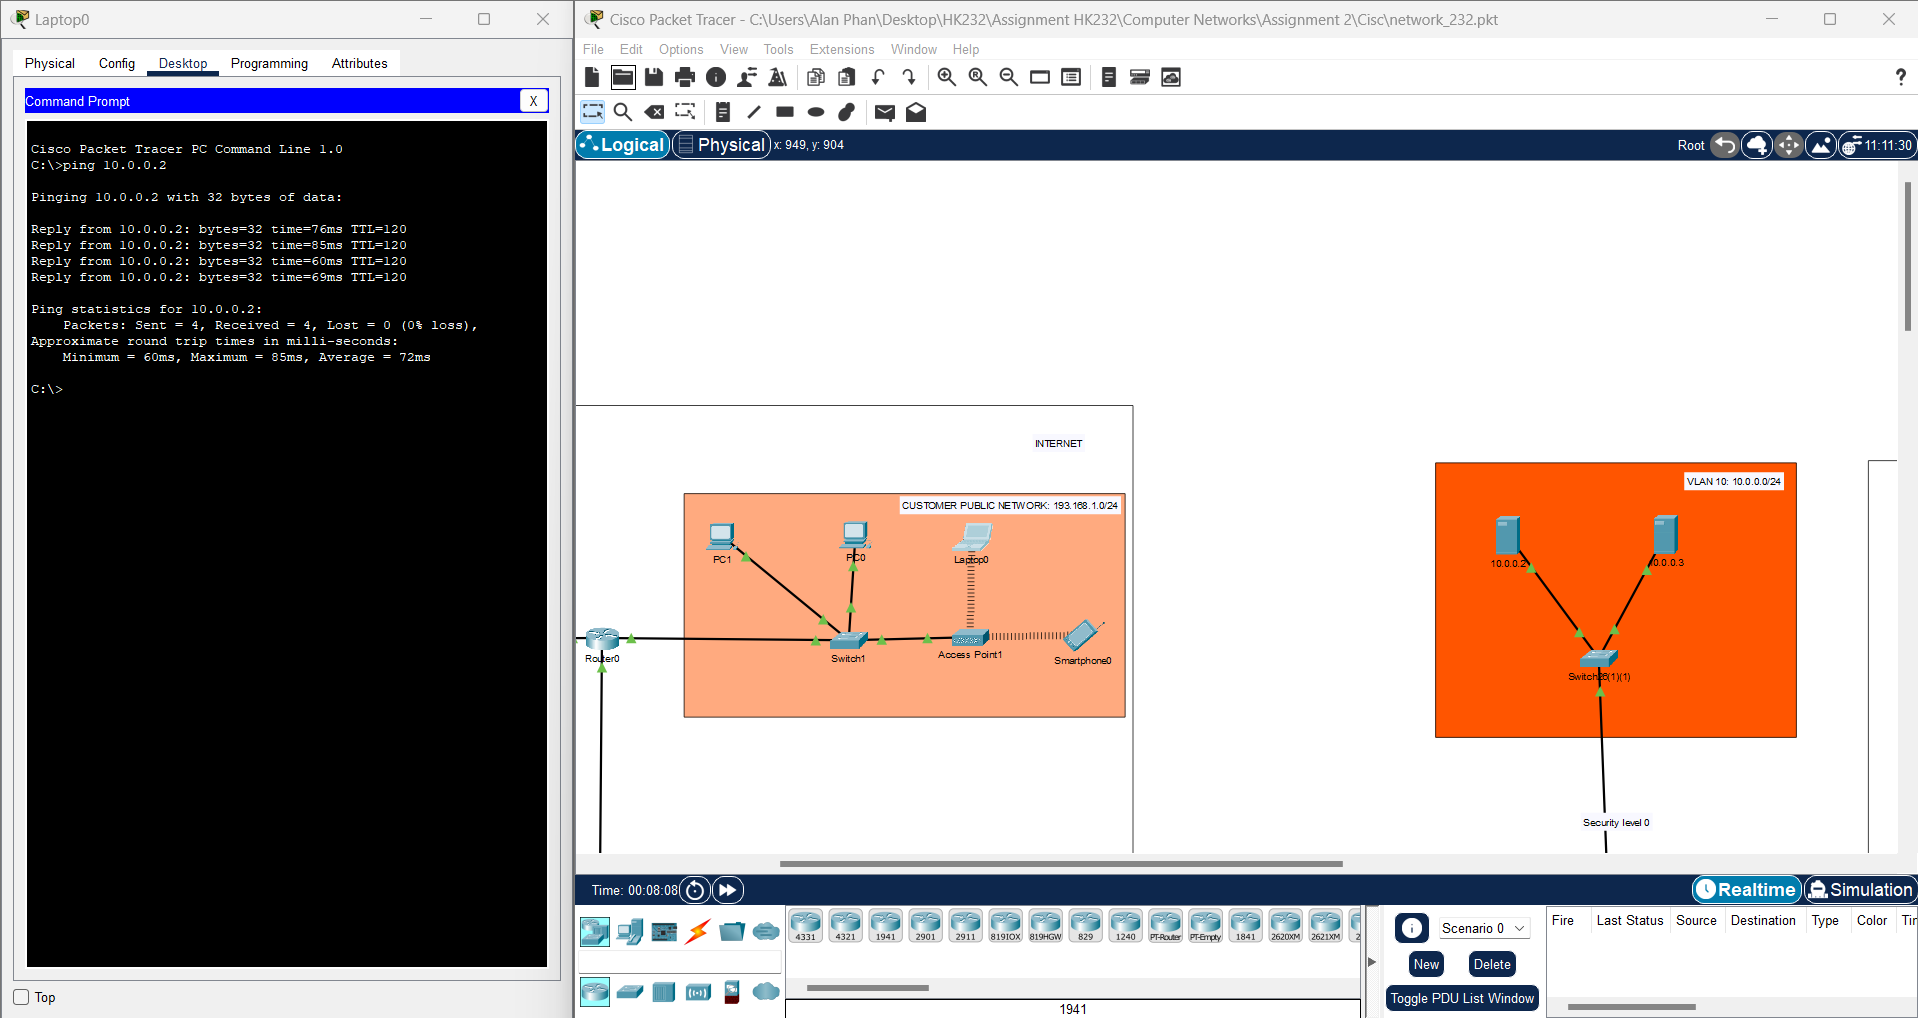 Laptop0
Physical Config Desktop Programming Attributes
Command Prompt X
Cisco Packet Tracer PC Command Line 1.0
C:\>ping 10.0.0.2
Pinging 10.0.0.2 with 32 bytes of data:
Reply from 10.0.0.2: bytes=32 time=76ms TTL=120
Reply from 10.0.0.2: bytes=32 time=85ms TTL=120
Reply from 10.0.0.2: bytes=32 time=60ms TTL=120
Reply from 10.0.0.2: bytes=32 time=69ms TTL=120
Ping statistics for 10.0.0.2:
Packets: Sent = 4, Received = 4, Lost = 0 (0% loss),
Approximate round trip times in milli-seconds:
Minimum = 60ms, Maximum = 85ms, Average = 72ms
C:\>
Top
Cisco Packet Tracer - C:\Users\Alan Phan\Desktop\HK232\Assignment HK232\Computer Networks\Assignment 2\Cisc\network_232.pkt
File Edit Options View Tools Extensions Window Help
Logical Physical x: 949, y: 904
Root 11:11:30
INTERNET
CUSTOMER PUBLIC NETWORK: 193.168.1.0/24
PC1
PC0
Laptop0
Router0
Switch1
Access Point1
Smartphone0
VLAN 10: 10.0.0.0/24
10.0.0.2
10.0.0.3
Security level 0
Time: 00:08:08
Realtime Simulation
4331 4321 1941 2901 2911 819IOX 819HGW 829 1240 PT-Router PT-Empty 1841 2620XM 2621XM 2
1941
Scenario 0
New Delete
Toggle PDU List Window
Fire Last Status Source Destination Type Color